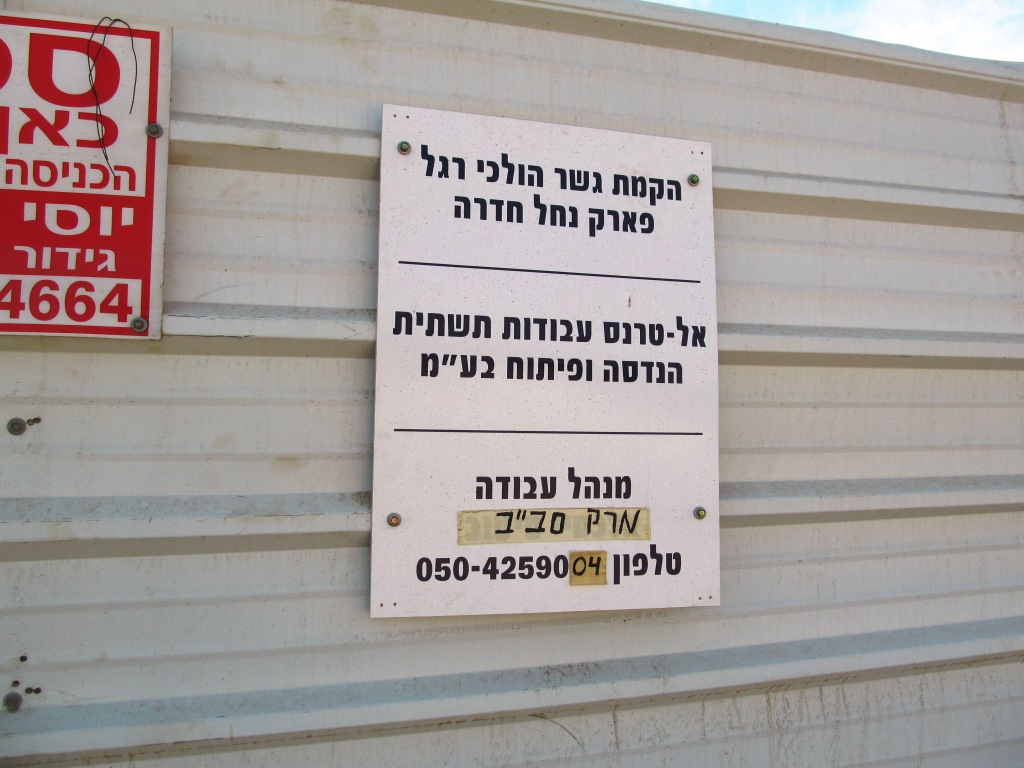 הקמת גשר הולכי רגל
פארק נחל חדרה
אל-טרנס עבודות תשתית
הנדסה ופיתוח בע"מ
מנהל עבודה
מרק סב"ב
טלפון 050-4259004
כאן
הכניסה
יוסי
גידור
4664